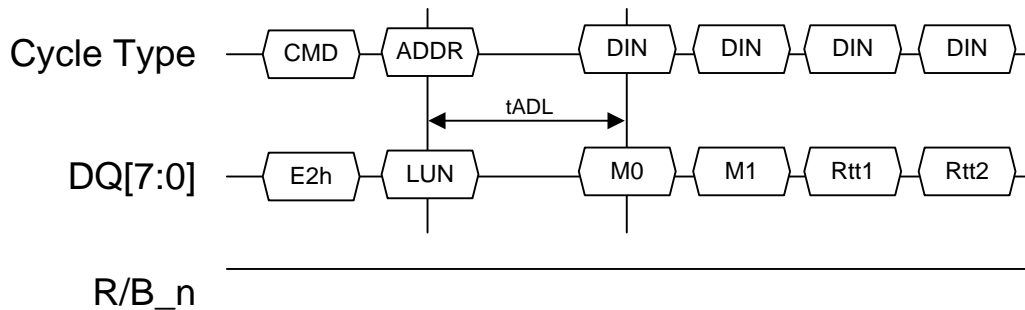 Cycle Type CMD ADDR DIN DIN DIN DIN
tADL
DQ[7:0] E2h LUN M0 M1 Rtt1 Rtt2
R/B_n